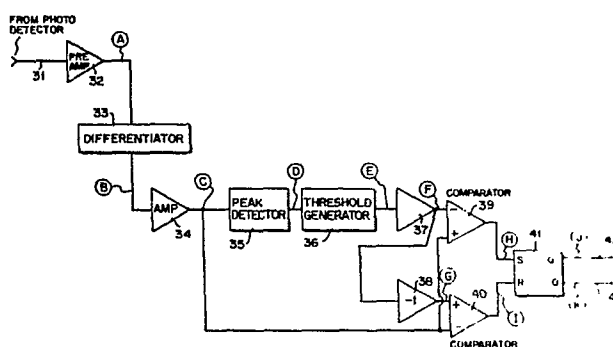 FROM PHOTO
DETECTOR
A
PRE
AMP
31
32
33
DIFFERENTIATOR
B
C
D
E
F
AMP
34
PEAK
DETECTOR
35
THRESHOLD
GENERATOR
36
37
COMPARATOR
39
-
+
H
41
S
Q
R
Q
38
-1
G
+
-
40
I
COMPARATOR